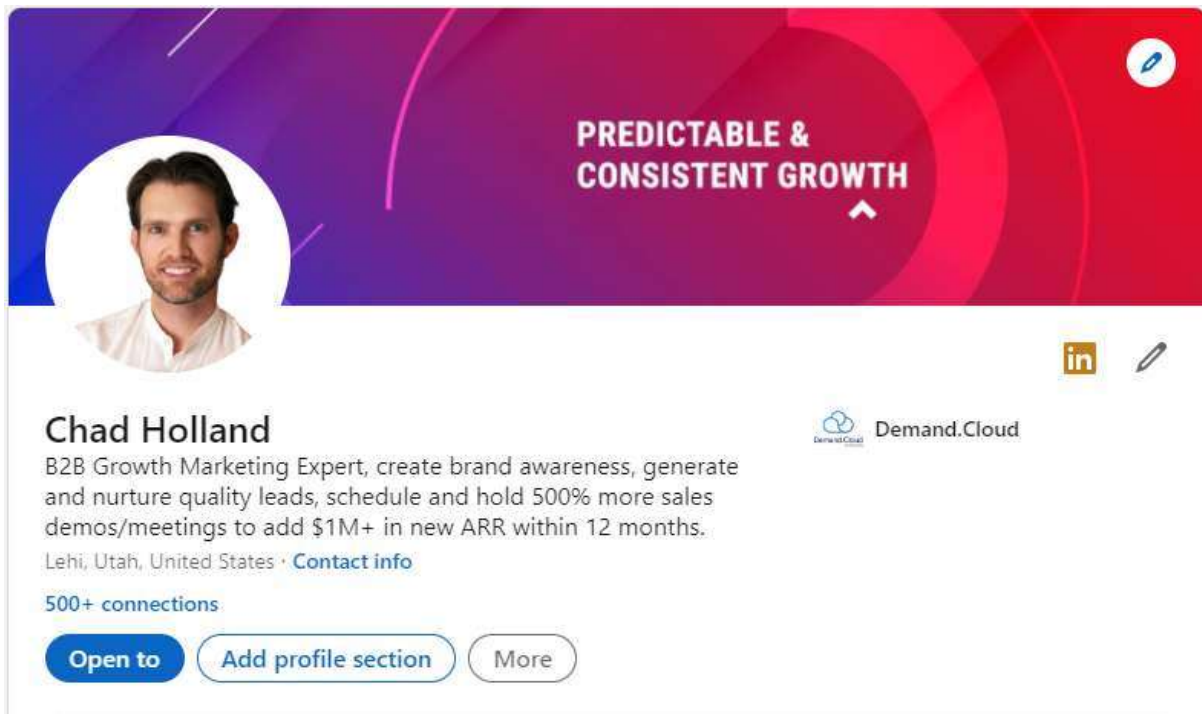 PREDICTABLE &
CONSISTENT GROWTH
in
Chad Holland
Demand.Cloud
Demand.Cloud
B2B Growth Marketing Expert, create brand awareness, generate
and nurture quality leads, schedule and hold 500% more sales
demos/meetings to add $1M+ in new ARR within 12 months.
Lehi, Utah, United States · Contact info
500+ connections
Open to
Add profile section
More